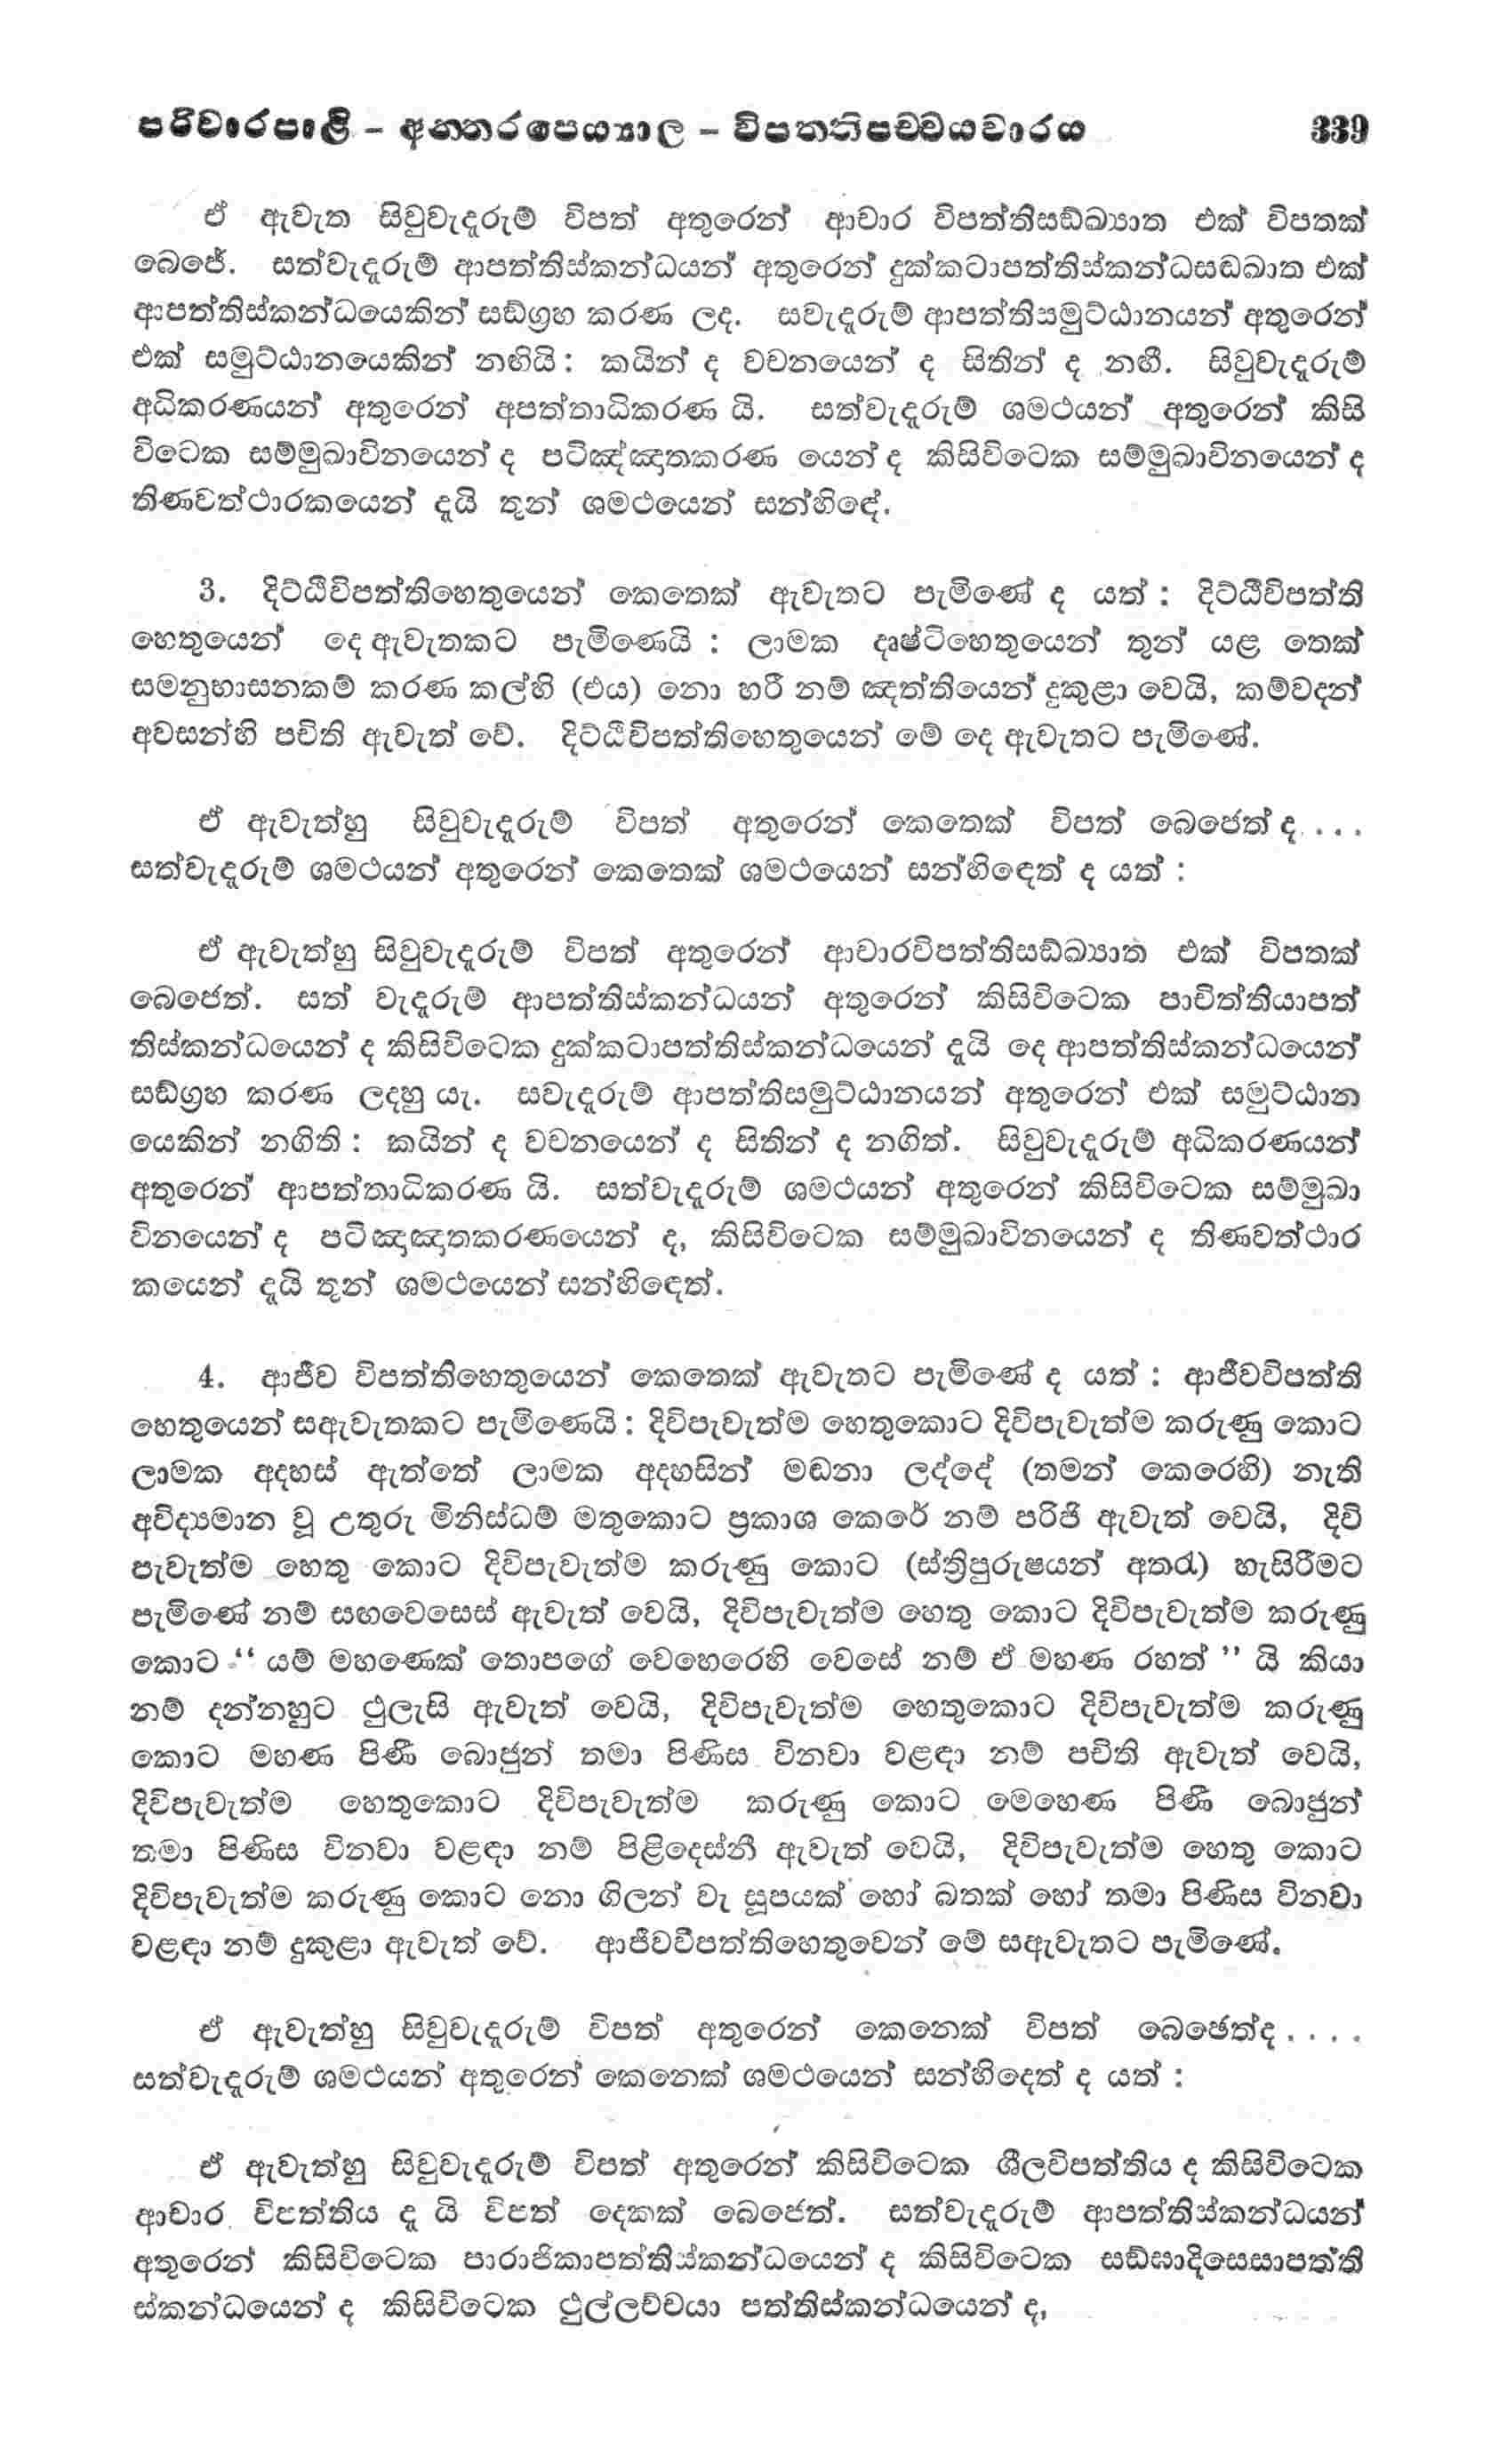 පරිවාරපාළි – අන්තරපෙය්‍යාල – විපත්තිපච්චයවාරය 339
ඒ ඇවැත සිවුවැදෑරුම් විපත් අතුරෙන් ආචාර විපත්තිසඞ්ඛ්‍යාත එක් විපතක්
බෙජේ. සත්වැදෑරුම් ආපත්තිස්කන්ධයන් අතුරෙන් දුක්කටාපත්තිස්කන්ධසඞ්ඛාත එක්
ආපත්තිස්කන්ධයෙකින් සඞ්ග්‍රහ කරණ ලද. සවැදෑරුම් ආපත්තිසමුට්ඨානයන් අතුරෙන්
එක් සමුට්ඨානයෙකින් නඟියි : කයින් ද වචනයෙන් ද සිතින් ද නඟී. සිවුවැදෑරුම්
අධිකරණයන් අතුරෙන් අපත්තාධිකරණ යි. සත්වැදෑරුම් ශමථයන් අතුරෙන් කිසි
විටෙක සම්මුඛාවිනයෙන් ද පටිඤ්ඤාතකරණ යෙන් ද කිසිවිටෙක සම්මුඛාවිනයෙන් ද
තිණවත්ථාරකයෙන් දැයි තුන් ශමථයෙන් සන්හිඳේ.
3. දිට්ඨිවිපත්තිහෙතුයෙන් කෙතෙක් ඇවැතට පැමිණේ ද යත් : දිට්ඨිවිපත්ති
හෙතුයෙන් දෙ ඇවැතකට පැමිණෙයි : ලාමක දෘෂ්ටිහෙතුයෙන් තුන් යළ තෙක්
සමනුභාසනකම් කරණ කල්හි (එය) නො හරී නම් ඤත්තියෙන් දුකුළා වෙයි, කම්වදන්
අවසන්හි පචිති ඇවැත් වේ. දිට්ඨිවිපත්තිහෙතුයෙන් මේ දෙ ඇවැතට පැමිණේ.
ඒ ඇවැත්හු සිවුවැදෑරුම් විපත් අතුරෙන් කෙතෙක් විපත් බෙජෙත් ද . . . .
සත්වැදෑරුම් ශමථයන් අතුරෙන් කෙතෙක් ශමථයෙන් සන්හිඳෙත් ද යත් :
ඒ ඇවැත්හු සිවුවැදෑරුම් විපත් අතුරෙන් ආචාරවිපත්තිසඞ්ඛ්‍යාත එක් විපතක්
බෙජෙත්. සත් වැදෑරුම් ආපත්තිස්කන්ධයන් අතුරෙන් කිසිවිටෙක පාචිත්තියාපත්
තිස්කන්ධයෙන් ද කිසිවිටෙක දුක්කටාපත්තිස්කන්ධයෙන් දැයි දෙ ආපත්තිස්කන්ධයෙන්
සඞ්ග්‍රහ කරණ ලදහු යැ. සවැදෑරුම් ආපත්තිසමුට්ඨානයන් අතුරෙන් එක් සමුට්ඨාන
යෙකින් නගිති : කයින් ද වචනයෙන් ද සිතින් ද නගිත්. සිවුවැදෑරුම් අධිකරණයන්
අතුරෙන් ආපත්තාධිකරණ යි. සත්වැදෑරුම් ශමථයන් අතුරෙන් කිසිවිටෙක සම්මුඛා
විනයෙන් ද පටිඤ්ඤාතකරණයෙන් ද, කිසිවිටෙක සම්මුඛාවිනයෙන් ද තිණවත්ථාර
කයෙන් දැයි තුන් ශමථයෙන් සන්හිඳෙත්.
4. ආජීව විපත්තිහෙතුයෙන් කෙතෙක් ඇවැතට පැමිණේ ද යත් : ආජීවවිපත්ති
හෙතුයෙන් සඇවැතකට පැමිණෙයි : දිවිපැවැත්ම හෙතුකොට දිවිපැවැත්ම කරුණු කොට
ලාමක අදහස් ඇත්තේ ලාමක අදහසින් මඬනා ලද්දේ (තමන් කෙරෙහි) නැති
අවිද්‍යමාන වූ උතුරු මිනිස්ධම් මතුකොට ප්‍රකාශ කෙරේ නම් පරිජි ඇවැත් වෙයි, දිවි
පැවැත්ම හෙතු කොට දිවිපැවැත්ම කරුණු කොට (ස්ත්‍රිපුරුෂයන් අතරැ) හැසිරීමට
පැමිණේ නම් සඟවෙසෙස් ඇවැත් වෙයි, දිවිපැවැත්ම හෙතු කොට දිවිපැවැත්ම කරුණු
කොට “ යම් මහණෙක් තොපගේ වෙහෙරෙහි වෙසේ නම් ඒ මහණ රහත් ” යි කියා
නම් දන්නහුට ථුලැසි ඇවැත් වෙයි, දිවිපැවැත්ම හෙතුකොට දිවිපැවැත්ම කරුණු
කොට මහණ පිණී බොජුන් තමා පිණිස විනවා වළඳා නම් පචිති ඇවැත් වෙයි,
දිවිපැවැත්ම හෙතුකොට දිවිපැවැත්ම කරුණු කොට මෙහෙණ පිණී බොජුන්
තමා පිණිස විනවා වළඳා නම් පිළිදෙස්නී ඇවැත් වෙයි, දිවිපැවැත්ම හෙතු කොට
දිවිපැවැත්ම කරුණු කොට නො ගිලන් වැ සූපයක් හෝ බතක් හෝ තමා පිණිස විනවා
වළඳා නම් දුකුළා ඇවැත් වේ. ආජීවවිපත්තිහෙතුවෙන් මේ සඇවැතට පැමිණේ.
ඒ ඇවැත්හු සිවුවැදෑරුම් විපත් අතුරෙන් කෙනෙක් විපත් බෙඡෙත්ද . . . .
සත්වැදෑරුම් ශමථයන් අතුරෙන් කෙනෙක් ශමථයෙන් සන්හිදෙත් ද යත් :
ඒ ඇවැත්හු සිවුවැදෑරුම් විපත් අතුරෙන් කිසිවිටෙක ශීලවිපත්තිය ද කිසිවිටෙක
ආචාර විපත්තිය දැ යි විපත් දෙකක් බෙජෙත්. සත්වැදෑරුම් ආපත්තිස්කන්ධයන්
අතුරෙන් කිසිවිටෙක පාරාජිකාපත්තිස්කන්ධයෙන් ද කිසිවිටෙක සඞ්ඝාදිසෙසාපත්ති
ස්කන්ධයෙන් ද කිසිවිටෙක ථුල්ලච්චයා පත්තිස්කන්ධයෙන් ද,